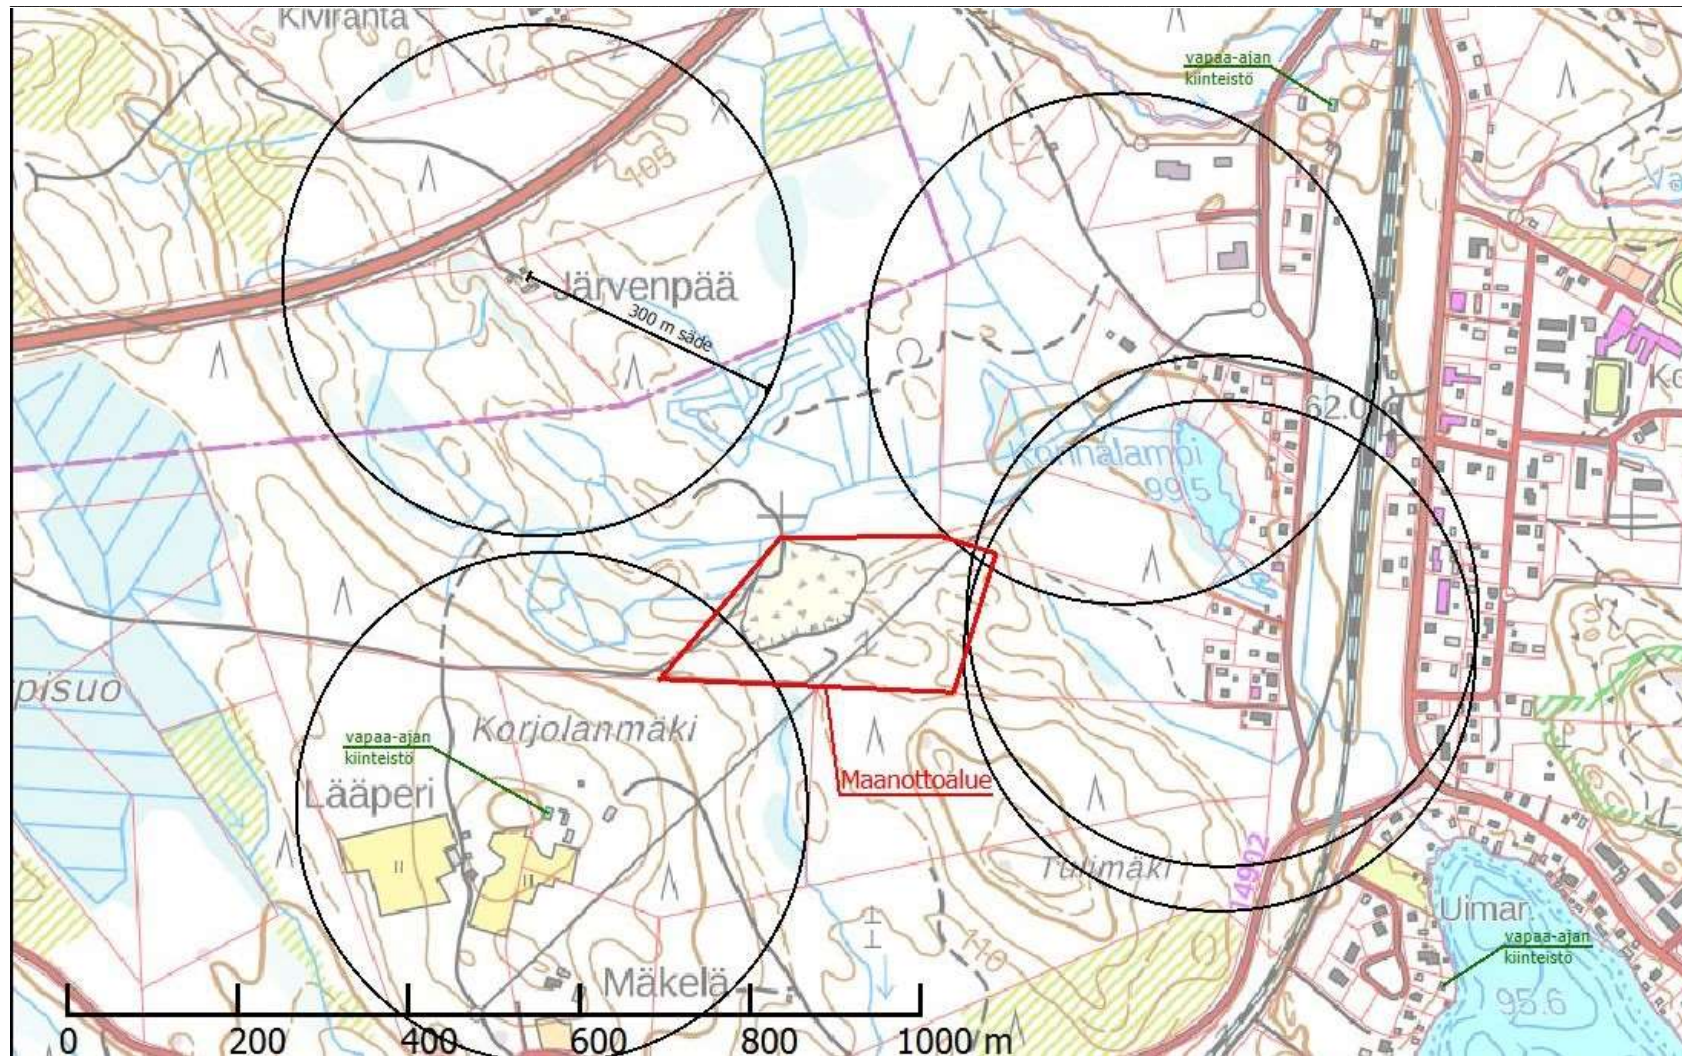 Kiviranta
vapaa-ajan
kiinteistö
105
Järvenpää
300 m säde
62.0
99.5
pisuo
Korjolanmäki
vapaa-ajan
kiinteistö
Lääperi
Maanottoalue
Tulimäki
14902
Uimar.
vapaa-ajan
kiinteistö
110
Mäkelä
95.6
0 200 400 600 800 1000 m